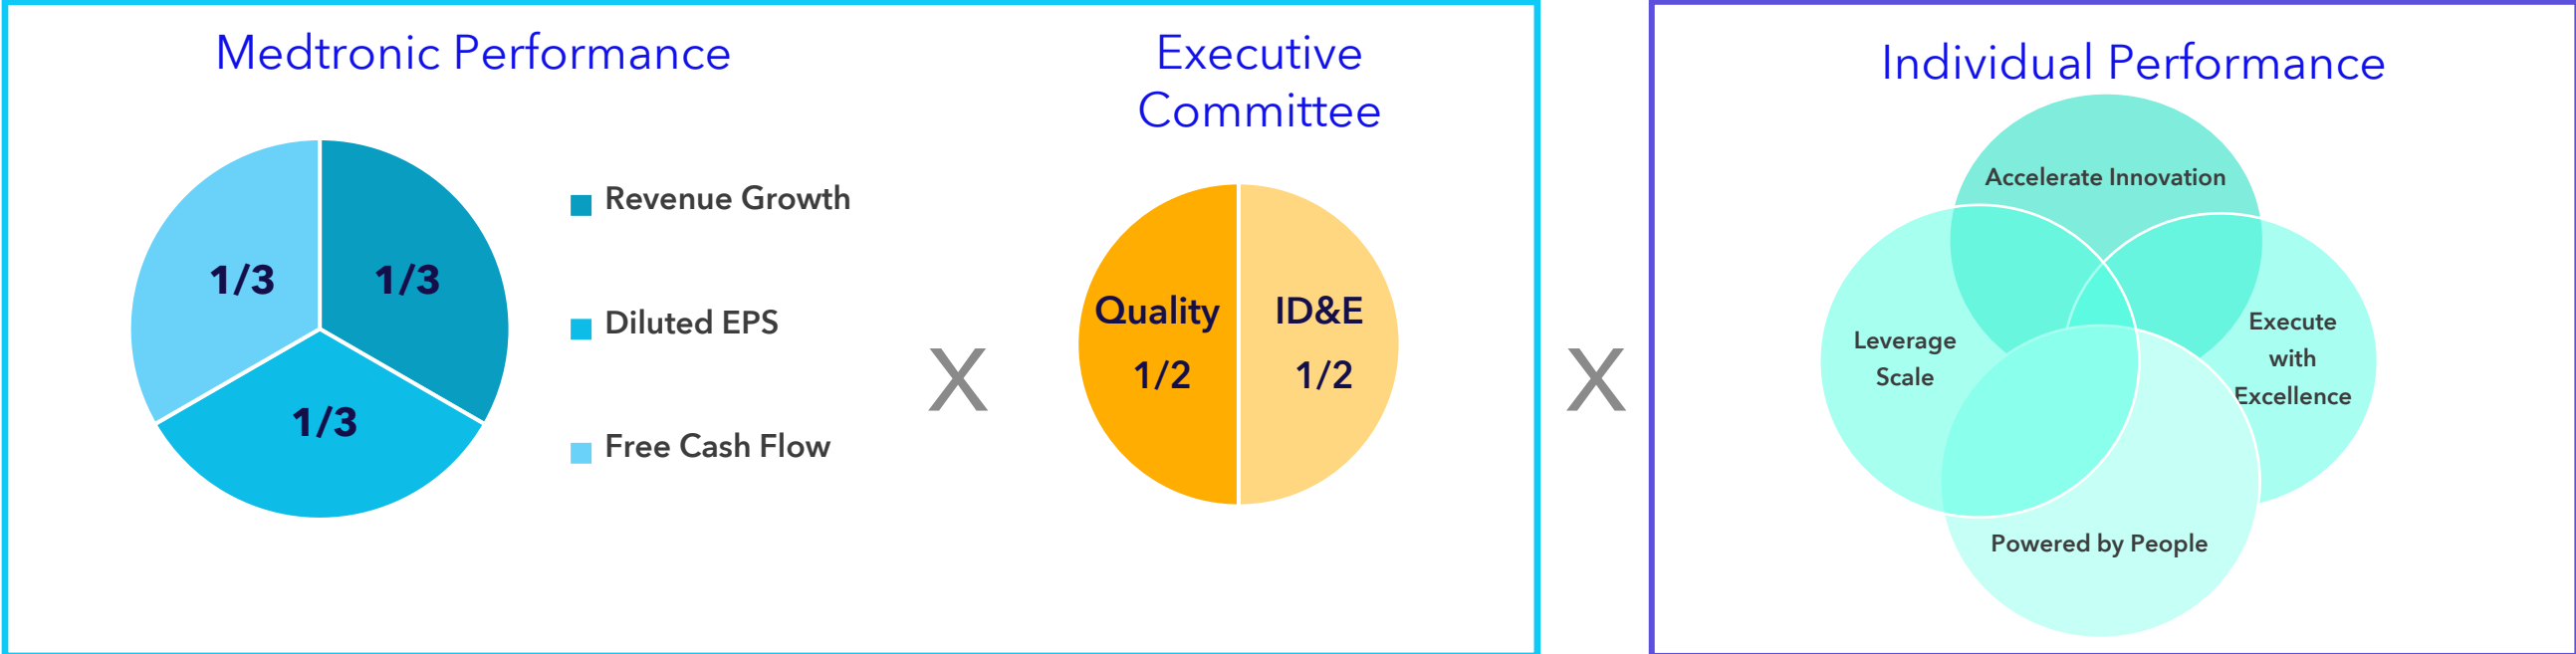 Medtronic Performance
1/3
1/3
1/3
Revenue Growth
Diluted EPS
Free Cash Flow
X
Executive
Committee
Quality
1/2
ID&E
1/2
X
Individual Performance
Accelerate Innovation
Leverage
Scale
Execute
with
Excellence
Powered by People